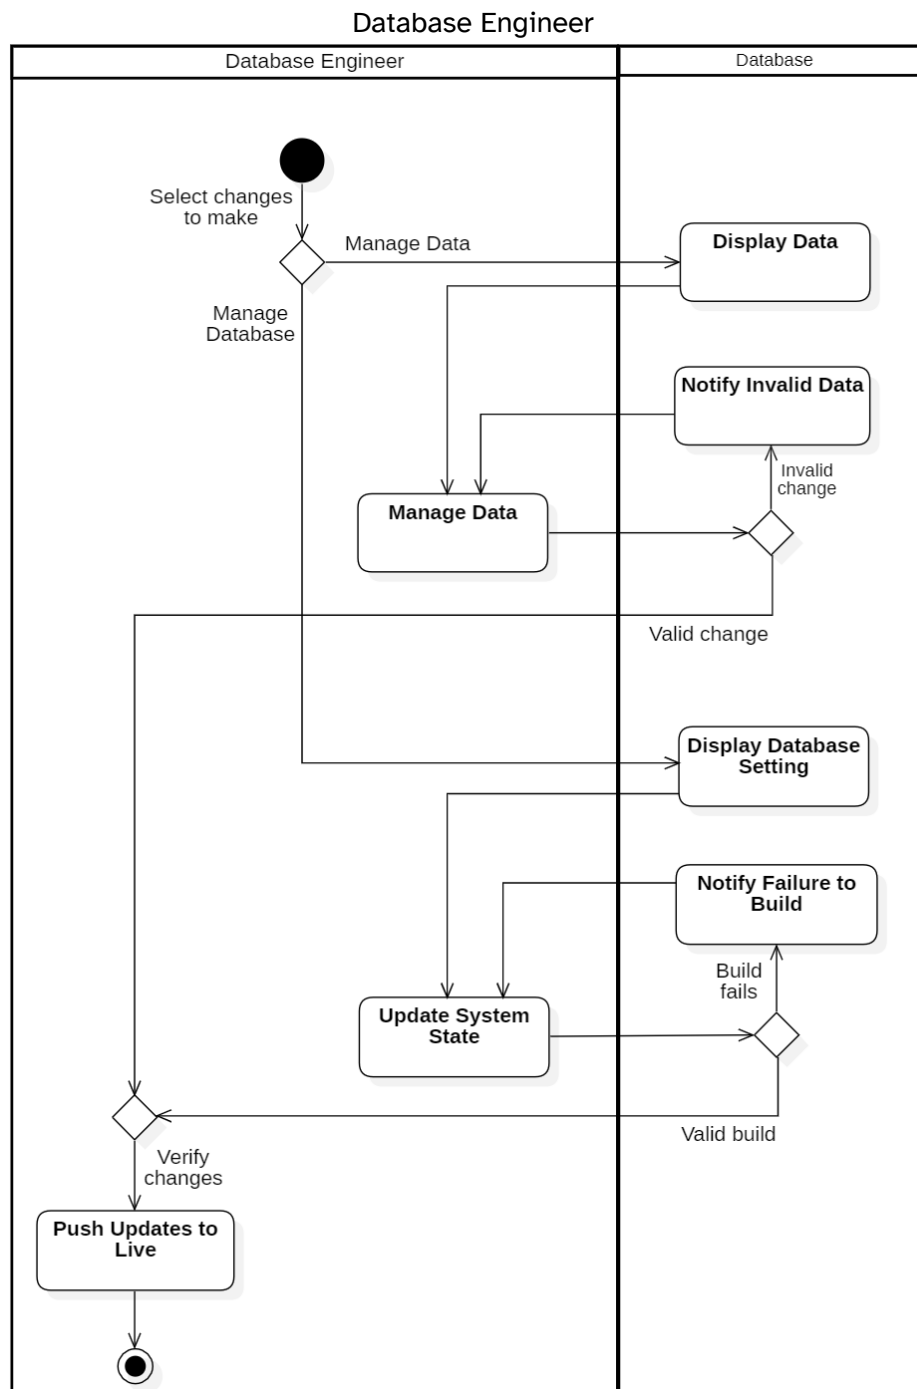 Database Engineer
Database Engineer
Database
Select changes
to make
Manage Data
Display Data
Manage
Database
Notify Invalid Data
Invalid
change
Manage Data
Valid change
Display Database
Setting
Notify Failure to
Build
Build
fails
Update System
State
Valid build
Verify
changes
Push Updates to
Live